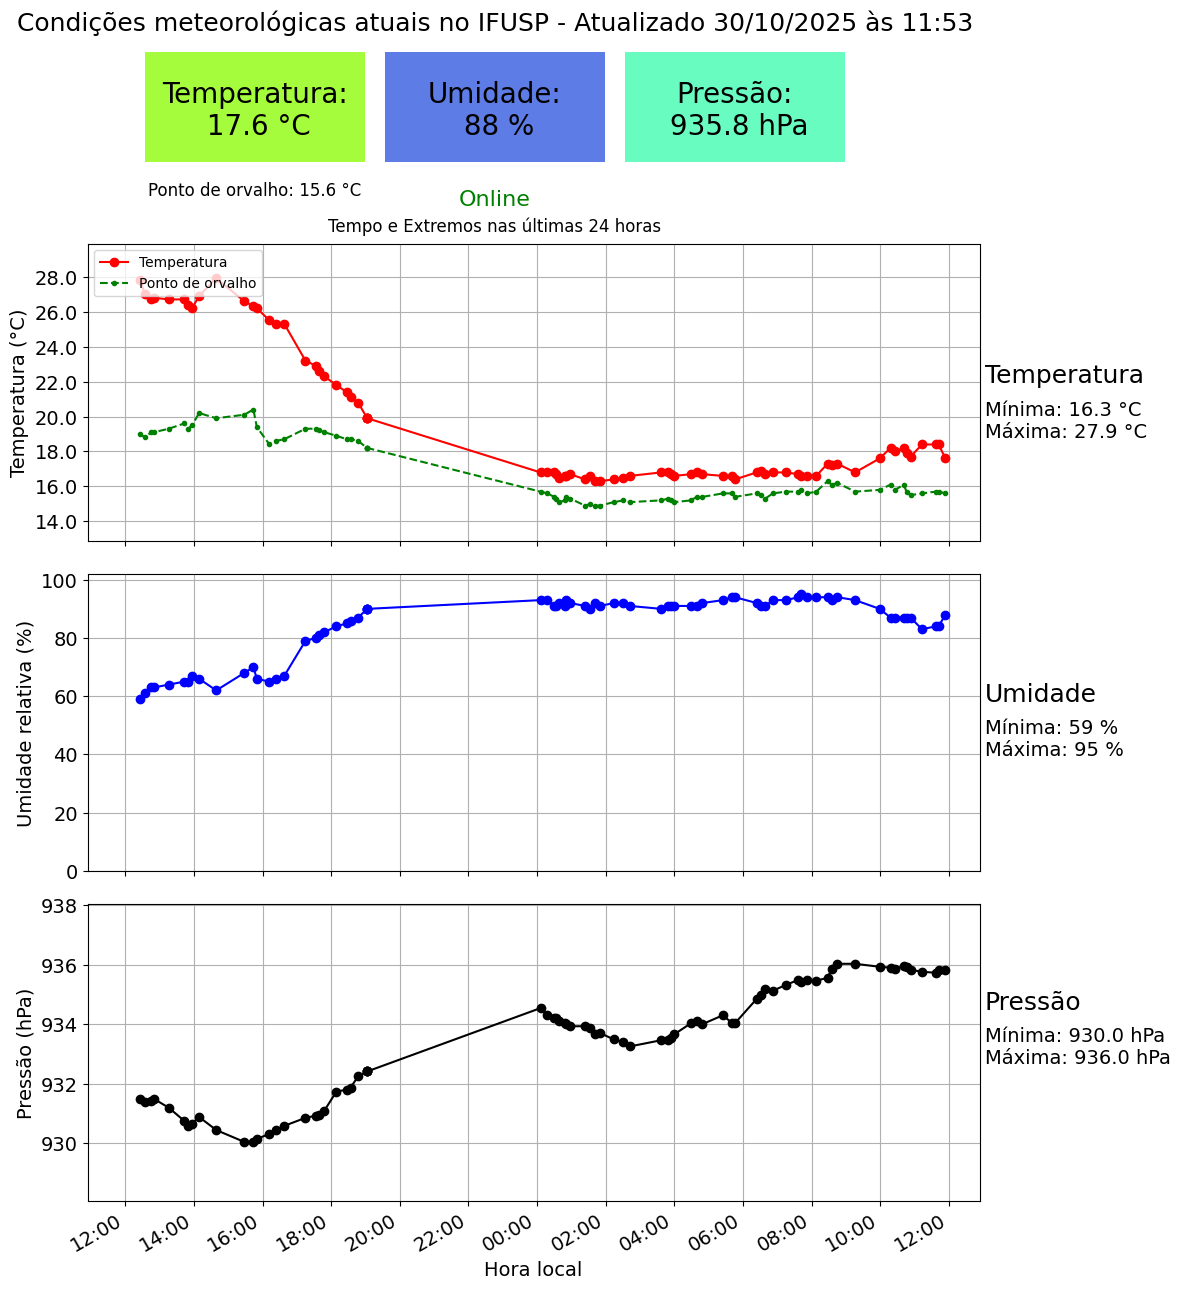 Condições meteorológicas atuais no IFUSP - Atualizado 30/10/2025 às 11:53
Temperatura:
17.6 °C
Umidade:
88 %
Pressão:
935.8 hPa
Ponto de orvalho: 15.6 °C
Online
Tempo e Extremos nas últimas 24 horas
Temperatura
Ponto de orvalho
Temperatura (°C)
28.0
26.0
24.0
22.0
20.0
18.0
16.0
14.0
Temperatura
Mínima: 16.3 °C
Máxima: 27.9 °C
Umidade relativa (%)
100
80
60
40
20
0
Umidade
Mínima: 59 %
Máxima: 95 %
Pressão (hPa)
938
936
934
932
930
Pressão
Mínima: 930.0 hPa
Máxima: 936.0 hPa
12:00
14:00
16:00
18:00
20:00
22:00
00:00
02:00
04:00
06:00
08:00
10:00
12:00
Hora local